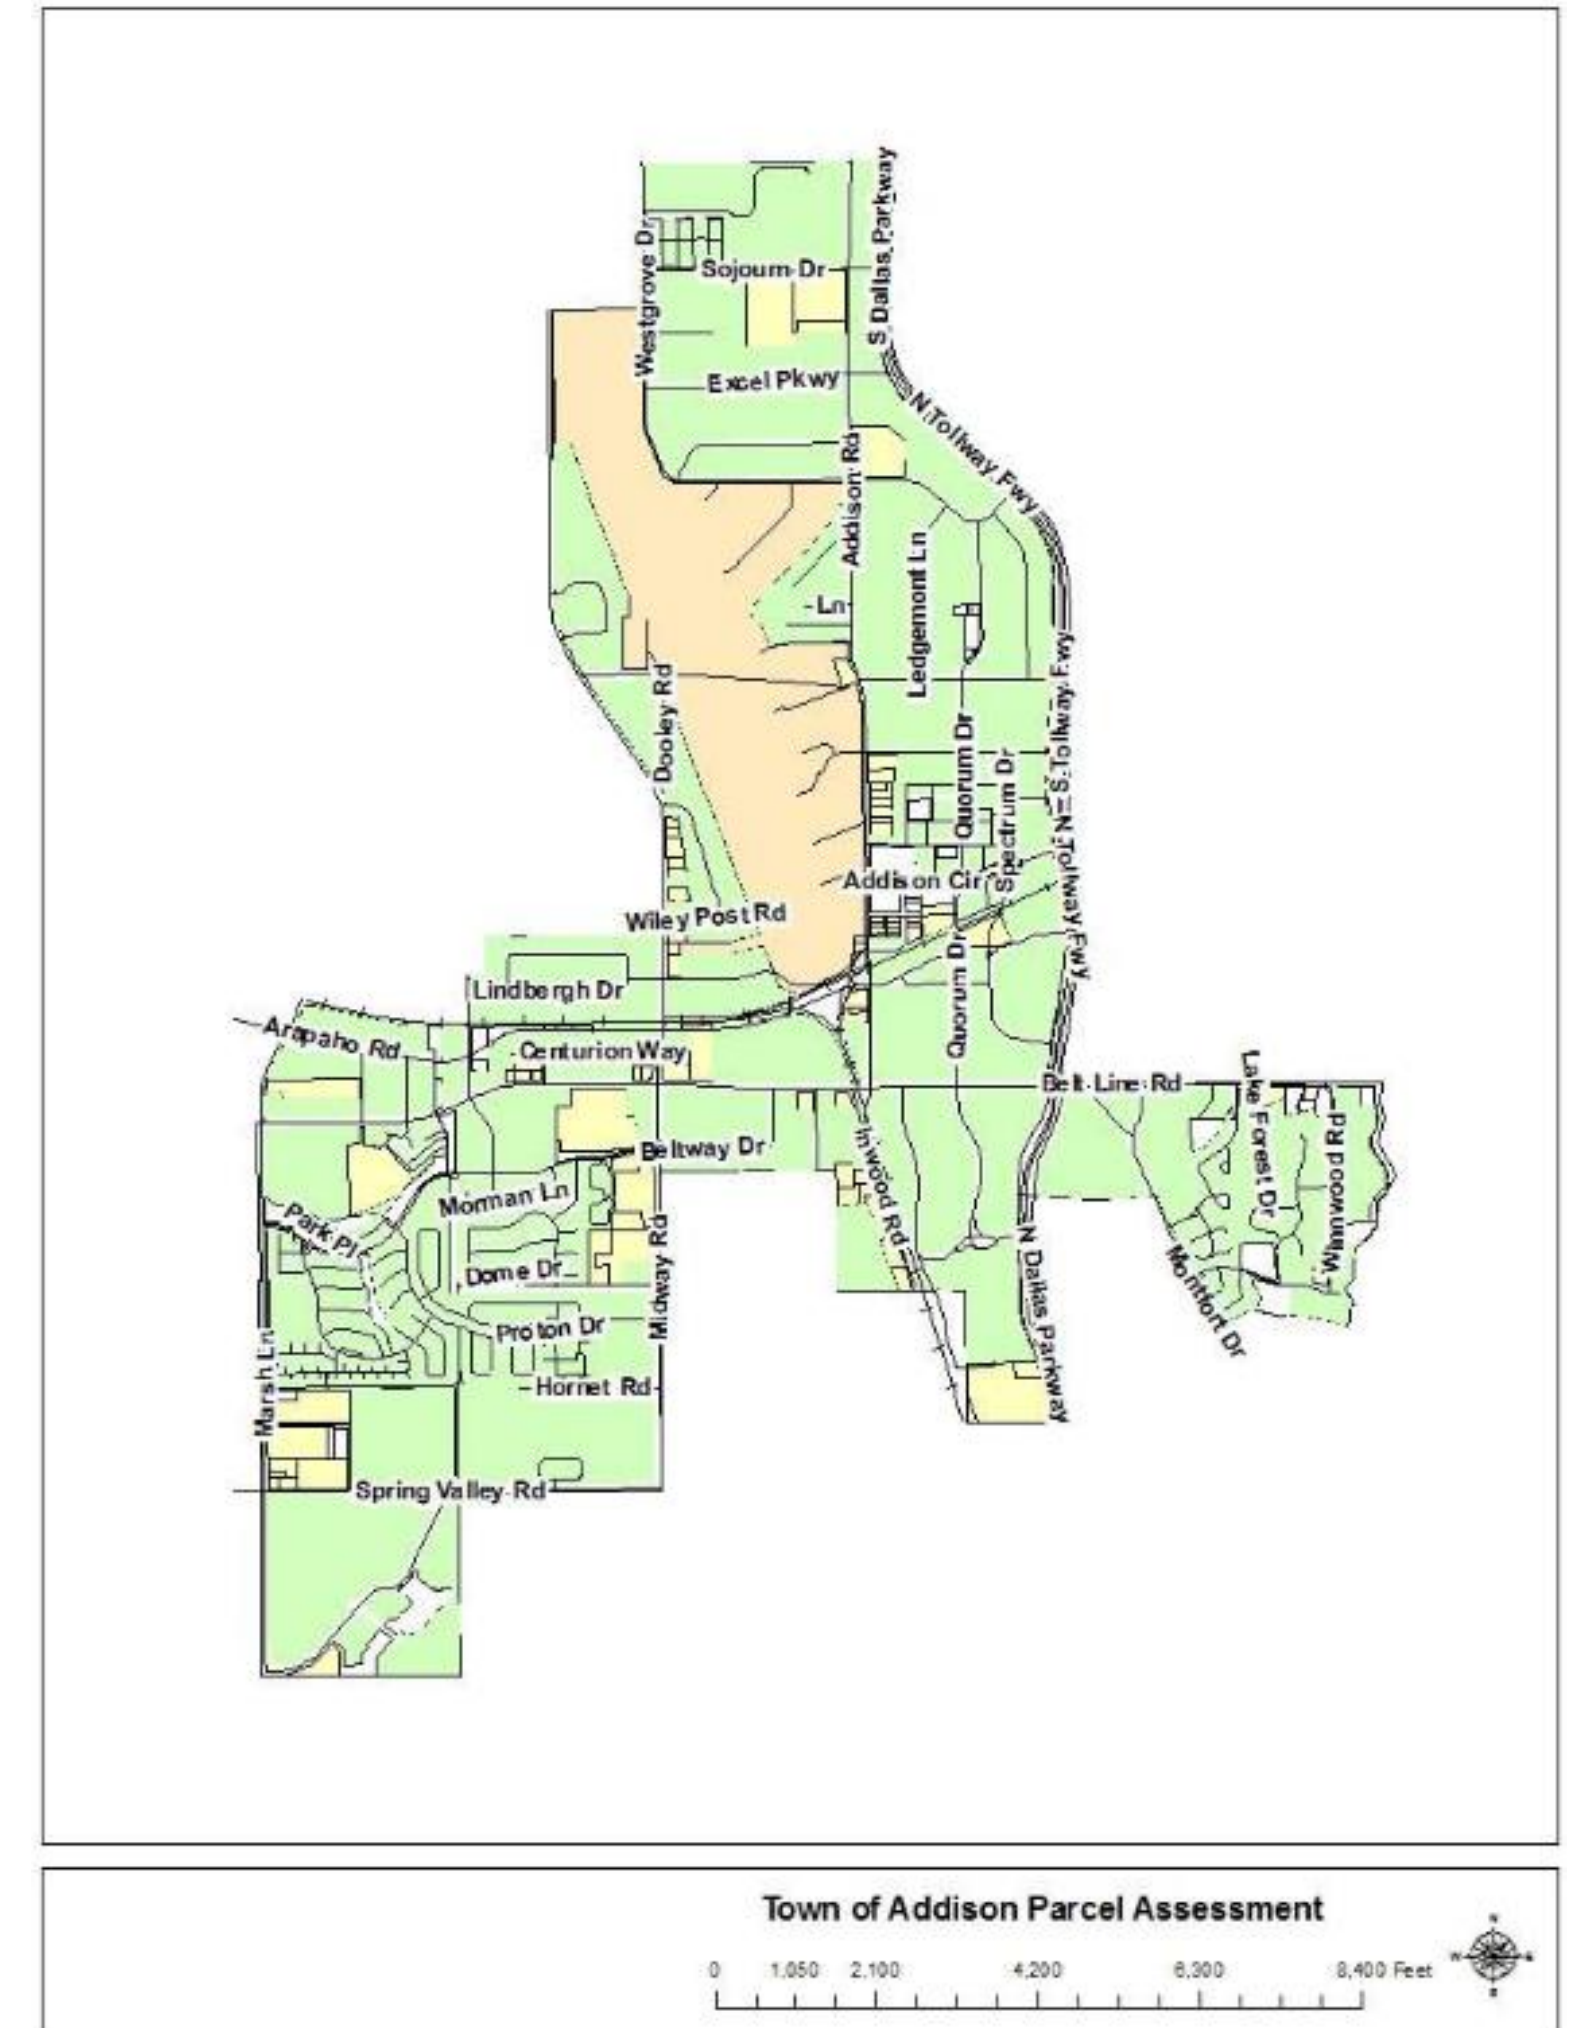 S Dallas Parkway
Westgrove Dr
Sojourn Dr
Excel Pkwy
N Tollway Fwy
Addison Rd
Ledgemont Ln
Ln
S Tollway Fwy
Dooley Rd
Quorum Dr
Spectrum Dr
N Tollway Fwy
Addison Cir
Wiley Post Rd
Quorum Dr
Lindbergh Dr
Arapaho Rd
Centurion Way
Belt Line Rd
Lake Forest Dr
Winnwood Rd
Beltway Dr
Inwood Rd
Morman Ln
Park Pl
Dome Dr
Midway Rd
N Dallas Parkway
Montfort Dr
Proton Dr
Marsh Ln
Hornet Rd
Spring Valley Rd
Town of Addison Parcel Assessment
0 1,050 2,100 4,200 6,300 8,400 Feet
N
W